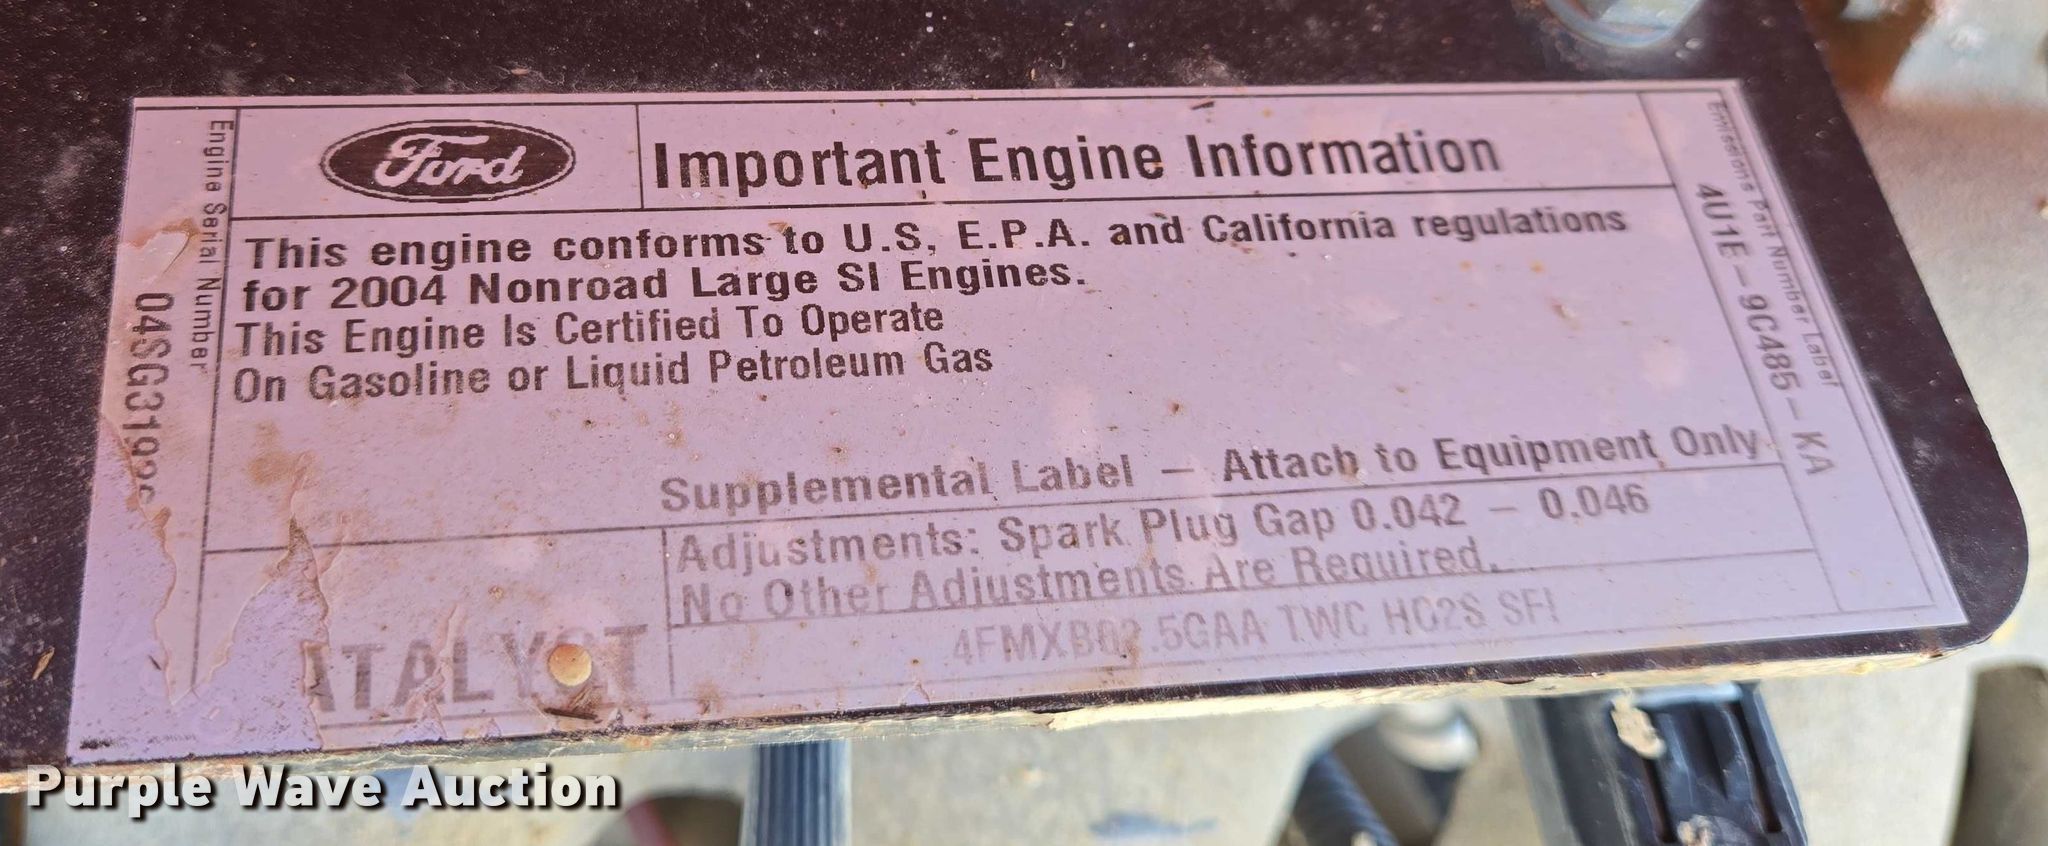 Ford
Important Engine Information
This engine conforms to U.S. E.P.A. and California regulations
for 2004 Nonroad Large SI Engines.
This Engine Is Certified To Operate
On Gasoline or Liquid Petroleum Gas
Supplemental Label – Attach to Equipment Only
Adjustments: Spark Plug Gap 0.042 – 0.046
No Other Adjustments Are Required.
4FMXB02.5GAA TWC HO2S SFI
ATALYST
Engine Serial Number
Emissions Part Number Label
4U1E-9C485-KA
Purple Wave Auction